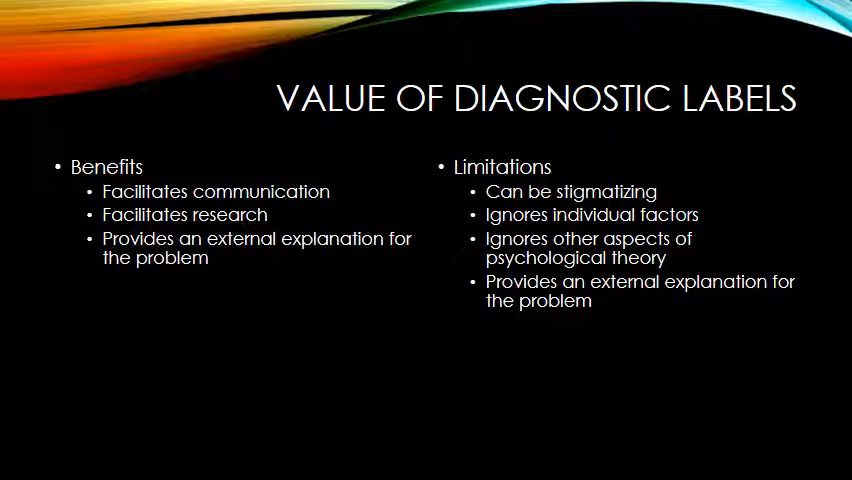 VALUE OF DIAGNOSTIC LABELS
• Benefits
• Facilitates communication
• Facilitates research
• Provides an external explanation for
the problem
• Limitations
• Can be stigmatizing
• Ignores individual factors
• Ignores other aspects of
psychological theory
• Provides an external explanation for
the problem